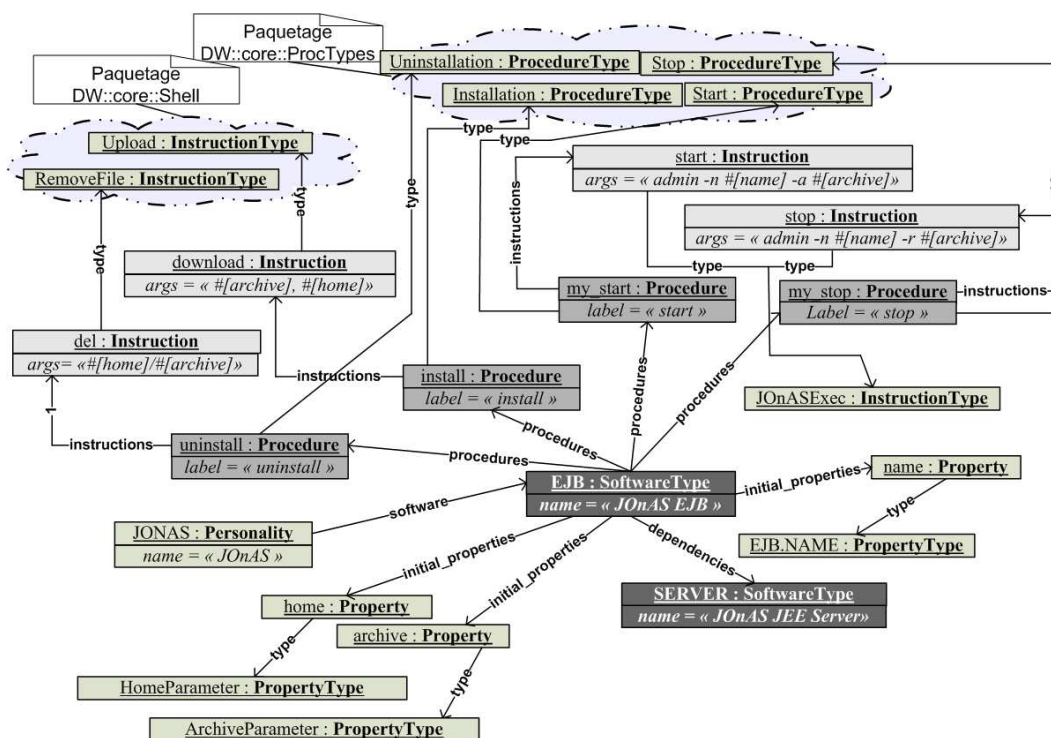 Paquetage
DW::core::ProcTypes
Paquetage
DW::core::Shell
Uninstallation : ProcedureType
Stop : ProcedureType
Installation : ProcedureType
Start : ProcedureType
Upload : InstructionType
RemoveFile : InstructionType
type
type
type
type
type
instructions
start : Instruction
args = « admin -n #[name] -a #[archive]»
stop : Instruction
args = « admin -n #[name] -r #[archive]»
type
type
download : Instruction
args = « #[archive], #[home]»
my_start : Procedure
label = « start »
my_stop : Procedure
Label = « stop »
instructions
del : Instruction
args= «#[home]/#[archive]»
instructions
install : Procedure
label = « install »
procedures
procedures
JOnASExec : InstructionType
1
instructions
uninstall : Procedure
label = « uninstall »
procedures
procedures
EJB : SoftwareType
name = « JOnAS EJB »
initial_properties
name : Property
type
EJB.NAME : PropertyType
software
JONAS : Personality
name = « JOnAS »
initial_properties
initial_properties
dependencies
SERVER : SoftwareType
name = « JOnAS JEE Server»
home : Property
archive : Property
type
type
HomeParameter : PropertyType
ArchiveParameter : PropertyType